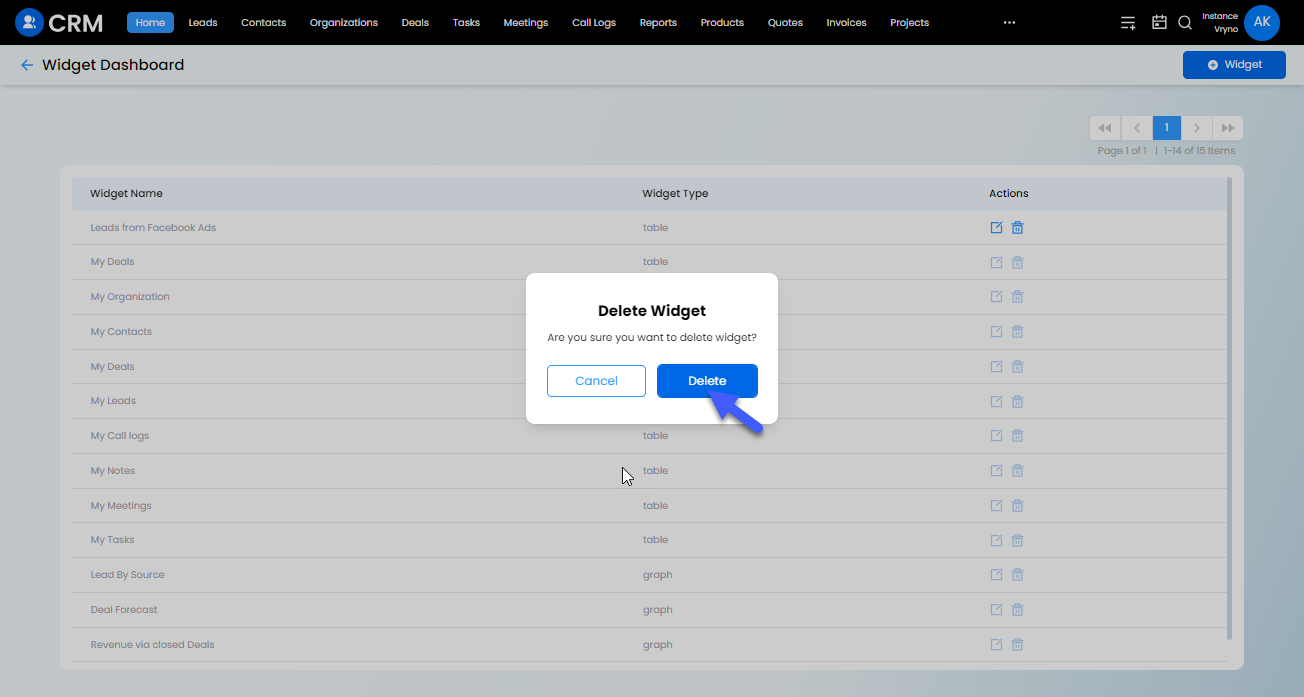 CRM Home Leads Contacts Organizations Deals Tasks Meetings Call Logs Reports Products Quotes Invoices Projects ... Instance
Vryno AK
Widget Dashboard Widget
1
Page 1 of 1 | 1-14 of 15 Items
Widget Name Widget Type Actions
Leads from Facebook Ads table
My Deals table
My Organization
My Contacts
My Deals
My Leads
My Call logs table
My Notes table
My Meetings table
My Tasks table
Lead By Source graph
Deal Forecast graph
Revenue via closed Deals graph
Delete Widget
Are you sure you want to delete widget?
Cancel Delete